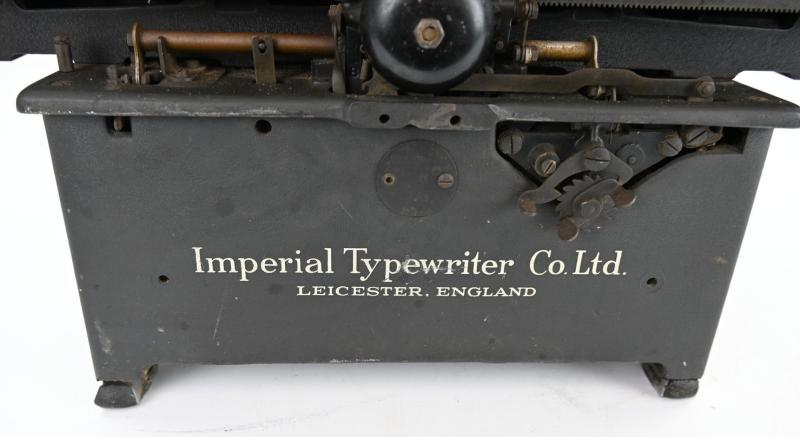 Imperial Typewriter Co. Ltd.
LEICESTER, ENGLAND